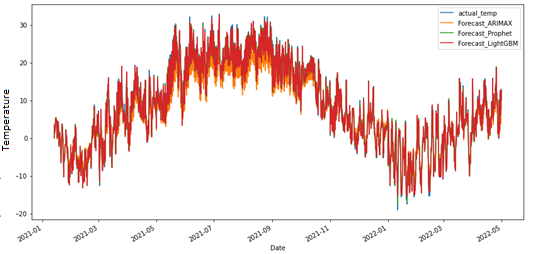 actual_temp
Forecast_ARIMAX
Forecast_Prophet
Forecast_LightGBM
Temperature
30
20
10
0
-10
-20
2021-01
2021-03
2021-05
2021-07
2021-09
2021-11
2022-01
2022-03
2022-05
Date